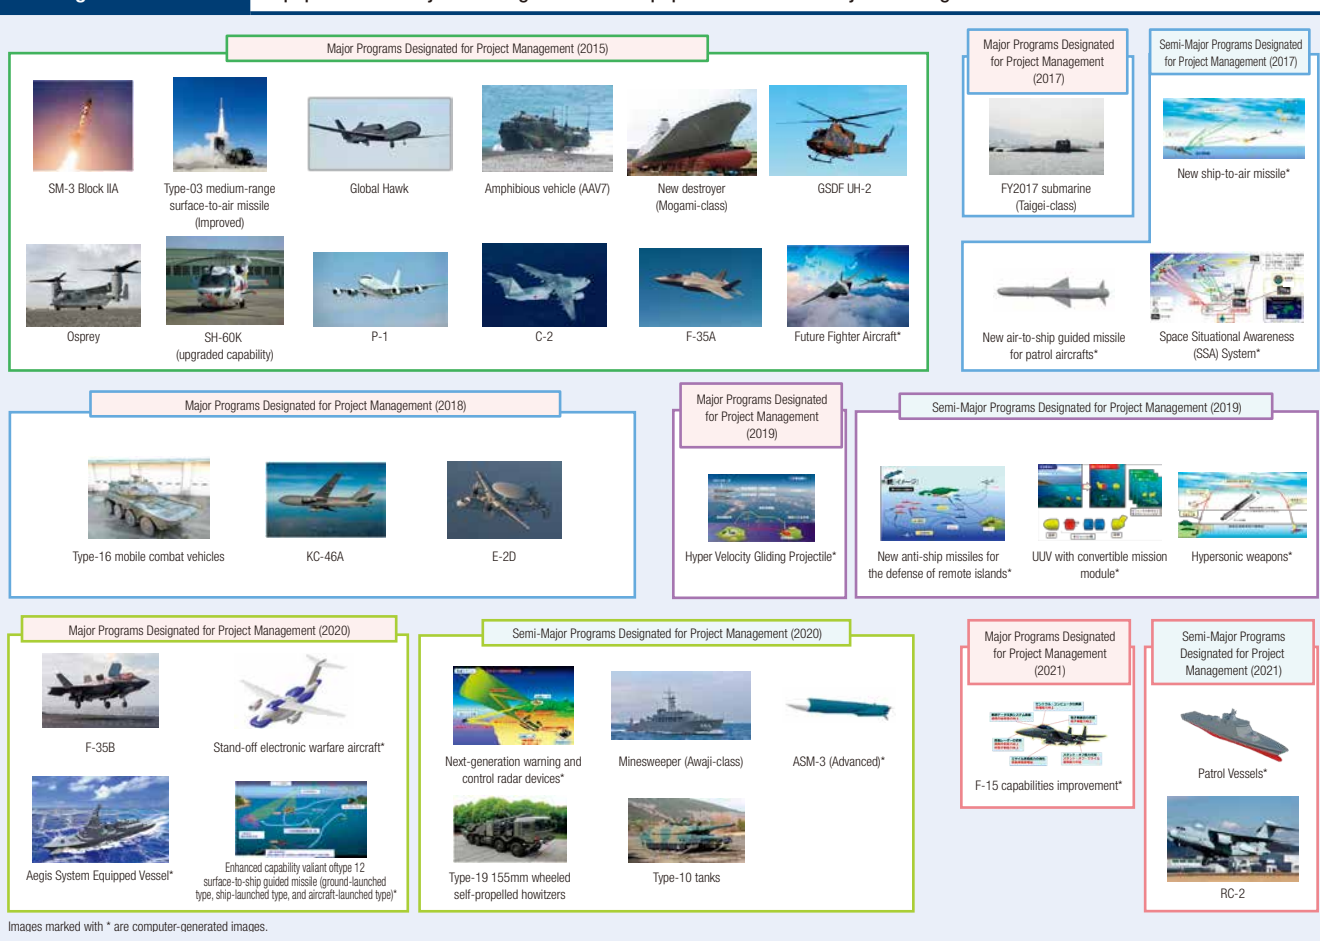 Major Programs Designated for Project Management (2015)
SM-3 Block IIA
Type-03 medium-range
surface-to-air missile
(Improved)
Global Hawk
Amphibious vehicle (AAV7)
New destroyer
(Mogami-class)
GSDF UH-2
Osprey
SH-60K
(upgraded capability)
P-1
C-2
F-35A
Future Fighter Aircraft*
Major Programs Designated
for Project Management
(2017)
FY2017 submarine
(Taigei-class)
Semi-Major Programs Designated
for Project Management (2017)
New ship-to-air missile*
New air-to-ship guided missile
for patrol aircrafts*
Space Situational Awareness
(SSA) System*
Major Programs Designated for Project Management (2018)
Type-16 mobile combat vehicles
KC-46A
E-2D
Major Programs Designated
for Project Management
(2019)
Hyper Velocity Gliding Projectile*
Semi-Major Programs Designated for Project Management (2019)
New anti-ship missiles for
the defense of remote islands*
UUV with convertible mission
module*
Hypersonic weapons*
Major Programs Designated for Project Management (2020)
F-35B
Stand-off electronic warfare aircraft*
Aegis System Equipped Vessel*
Enhanced capability valiant oftype 12
surface-to-ship guided missile (ground-launched
type, ship-launched type, and aircraft-launched type)*
Semi-Major Programs Designated for Project Management (2020)
Next-generation warning and
control radar devices*
Minesweeper (Awaji-class)
ASM-3 (Advanced)*
Type-19 155mm wheeled
self-propelled howitzers
Type-10 tanks
Major Programs Designated
for Project Management
(2021)
F-15 capabilities improvement*
Semi-Major Programs
Designated for Project
Management (2021)
Patrol Vessels*
RC-2
Images marked with * are computer-generated images.